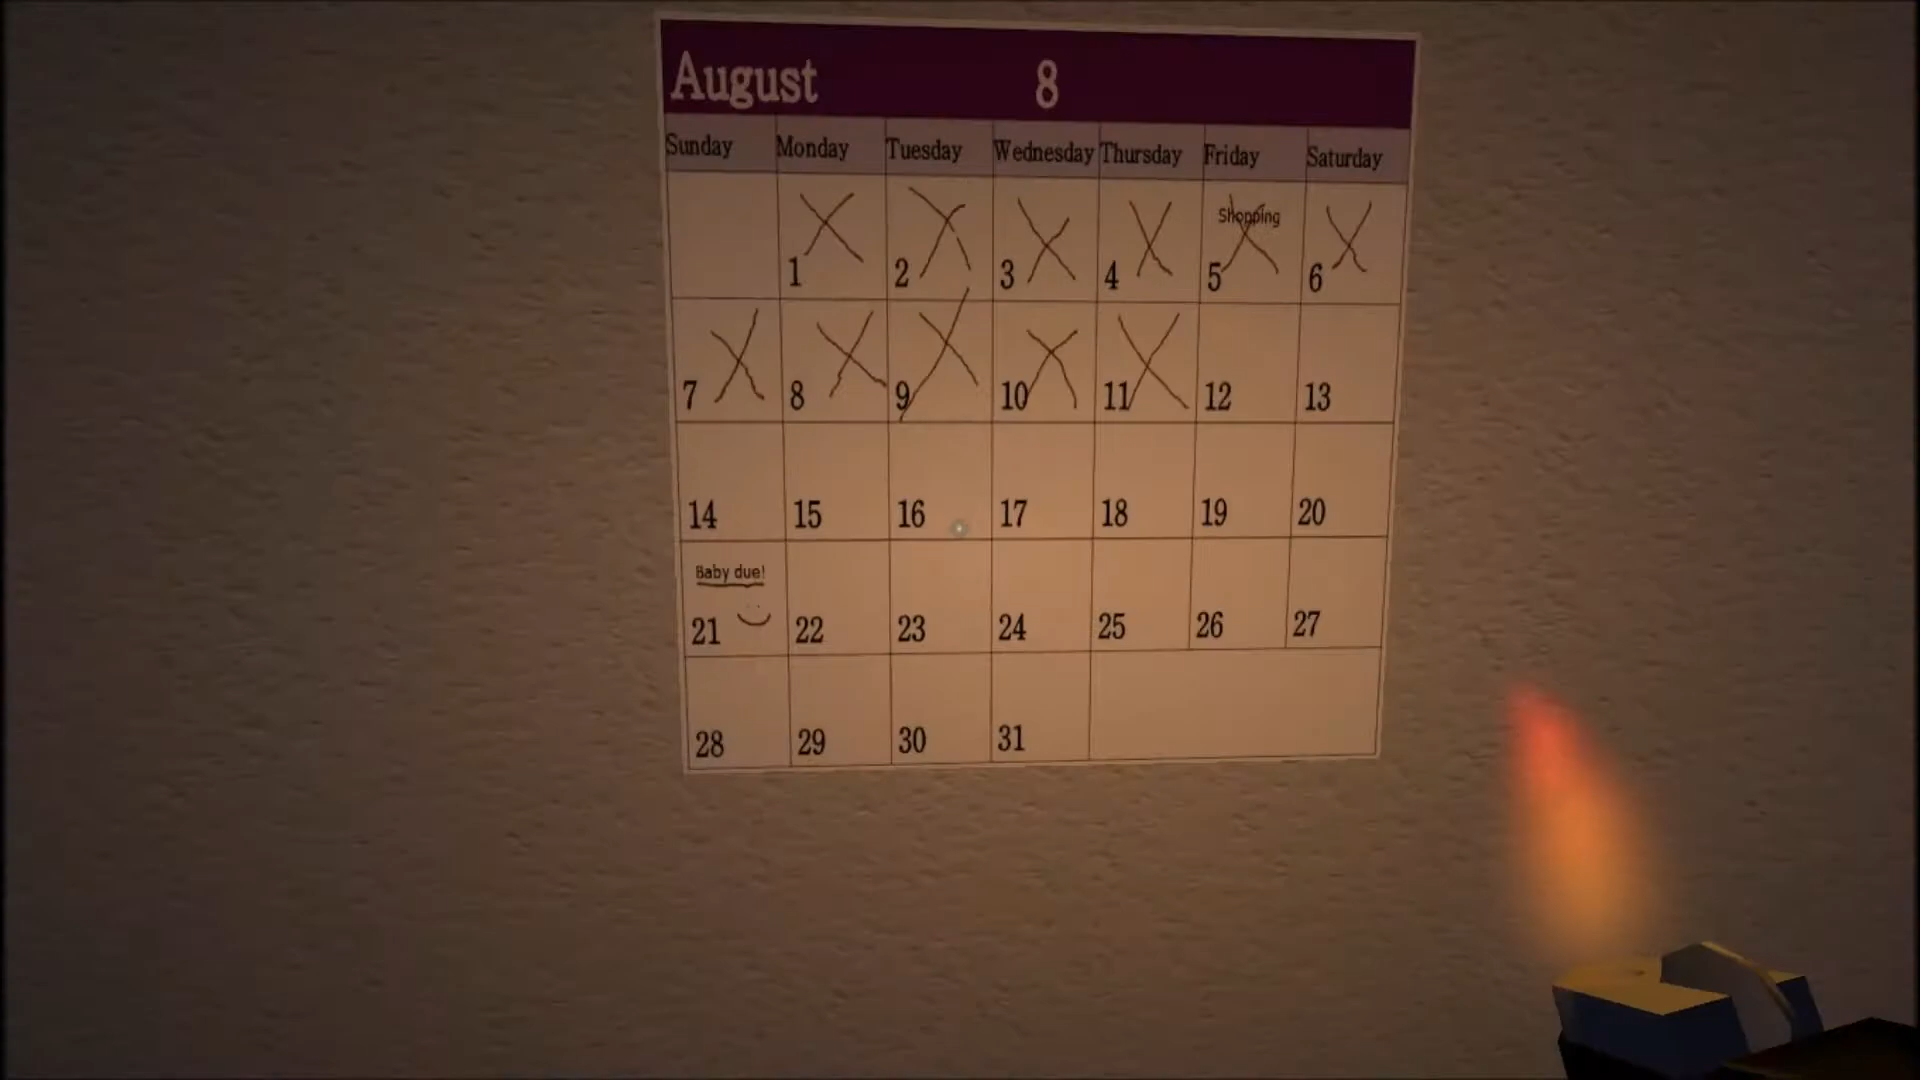 August 8
Sunday Monday Tuesday Wednesday Thursday Friday Saturday
Shopping
1 2 3 4 5 6
7 8 9 10 11 12 13
14 15 16 17 18 19 20
Baby due!
21 22 23 24 25 26 27
28 29 30 31